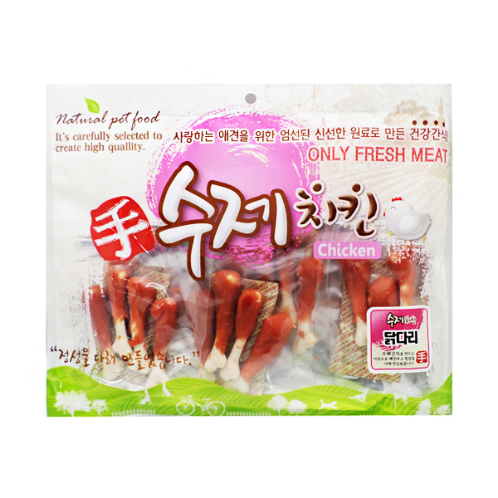 Natural pet food
It's carefully selected to
create high quallity.
사랑하는 애견을 위한 엄선된 신선한 원료로 만든 건강간식
ONLY FRESH MEAT
手
수제치킨
Chicken
수제치킨
닭다리
手
"정성을 다해 만들었습니다."